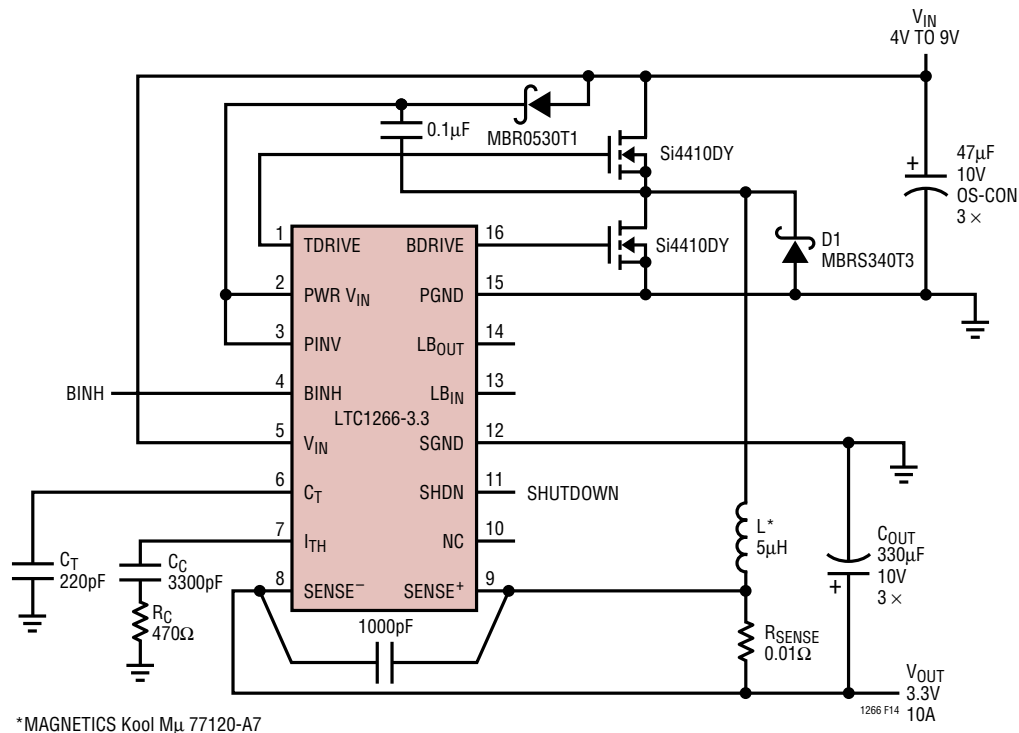 V_IN
4V TO 9V
MBR0530T1
0.1µF
Si4410DY
47µF
10V
OS-CON
3 ×
+
Si4410DY
D1
MBRS340T3
1 TDRIVE BDRIVE 16
2 PWR V_IN PGND 15
3 PINV LB_OUT 14
BINH 4 BINH LB_IN 13
LTC1266-3.3
5 V_IN SGND 12
6 C_T SHDN 11 SHUTDOWN
7 I_TH NC 10
8 SENSE⁻ SENSE⁺ 9
L*
5µH
C_T
220pF
C_C
3300pF
R_C
470Ω
1000pF
C_OUT
330µF
10V
3 ×
+
R_SENSE
0.01Ω
V_OUT
3.3V
10A
1266 F14
*MAGNETICS Kool Mµ 77120-A7